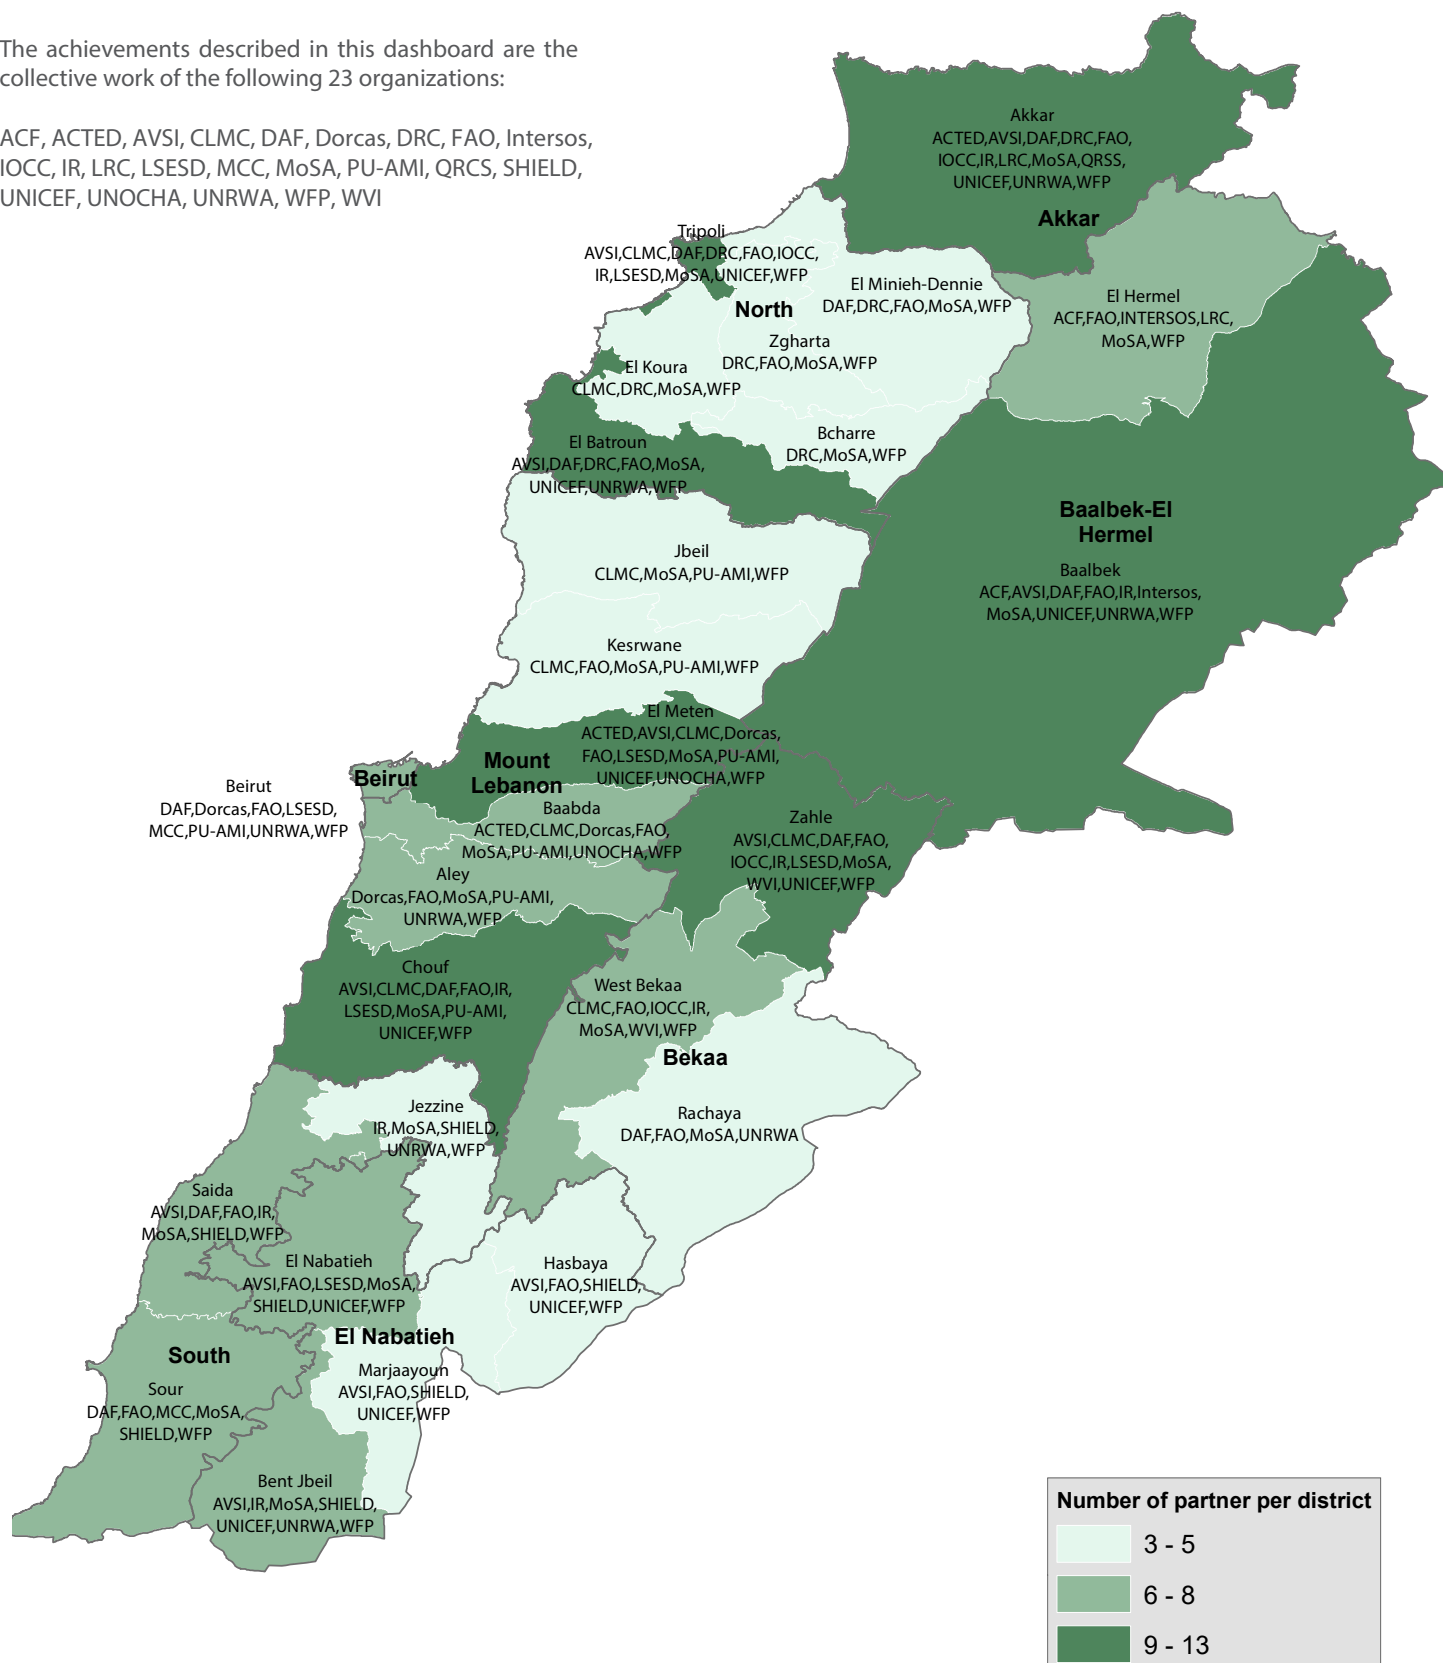 The achievements described in this dashboard are the
collective work of the following 23 organizations:
ACF, ACTED, AVSI, CLMC, DAF, Dorcas, DRC, FAO, Intersos,
IOCC, IR, LRC, LSESD, MCC, MoSA, PU-AMI, QRCS, SHIELD,
UNICEF, UNOCHA, UNRWA, WFP, WVI
Akkar
ACTED,AVSI,DAF,DRC,FAO,
IOCC,IR,LRC,MoSA,QRSS,
UNICEF,UNRWA,WFP
Akkar
Tripoli
AVSI,CLMC,DAF,DRC,FAO,IOCC,
IR,LSESD,MoSA,UNICEF,WFP
El Minieh-Dennie
DAF,DRC,FAO,MoSA,WFP
North
El Hermel
ACF,FAO,INTERSOS,LRC,
MoSA,WFP
Zgharta
DRC,FAO,MoSA,WFP
El Koura
CLMC,DRC,MoSA,WFP
Bcharre
DRC,MoSA,WFP
El Batroun
AVSI,DAF,DRC,FAO,MoSA,
UNICEF,UNRWA,WFP
Baalbek-El
Hermel
Baalbek
ACF,AVSI,DAF,FAO,IR,Intersos,
MoSA,UNICEF,UNRWA,WFP
Jbeil
CLMC,MoSA,PU-AMI,WFP
Kesrwane
CLMC,FAO,MoSA,PU-AMI,WFP
El Meten
ACTED,AVSI,CLMC,Dorcas,
FAO,LSESD,MoSA,PU-AMI,
UNICEF,UNOCHA,WFP
Mount
Lebanon
Beirut
Beirut
DAF,Dorcas,FAO,LSESD,
MCC,PU-AMI,UNRWA,WFP
Baabda
ACTED,CLMC,Dorcas,FAO,
MoSA,PU-AMI,UNOCHA,WFP
Zahle
AVSI,CLMC,DAF,FAO,
IOCC,IR,LSESD,MoSA,
WVI,UNICEF,WFP
Aley
Dorcas,FAO,MoSA,PU-AMI,
UNRWA,WFP
Chouf
AVSI,CLMC,DAF,FAO,IR,
LSESD,MoSA,PU-AMI,
UNICEF,WFP
West Bekaa
CLMC,FAO,IOCC,IR,
MoSA,WVI,WFP
Bekaa
Rachaya
DAF,FAO,MoSA,UNRWA
Jezzine
IR,MoSA,SHIELD,
UNRWA,WFP
Saida
AVSI,DAF,FAO,IR,
MoSA,SHIELD,WFP
El Nabatieh
AVSI,FAO,LSESD,MoSA,
SHIELD,UNICEF,WFP
Hasbaya
AVSI,FAO,SHIELD,
UNICEF,WFP
El Nabatieh
South
Marjaayoun
AVSI,FAO,SHIELD,
UNICEF,WFP
Sour
DAF,FAO,MCC,MoSA,
SHIELD,WFP
Bent Jbeil
AVSI,IR,MoSA,SHIELD,
UNICEF,UNRWA,WFP
Number of partner per district
3 - 5
6 - 8
9 - 13